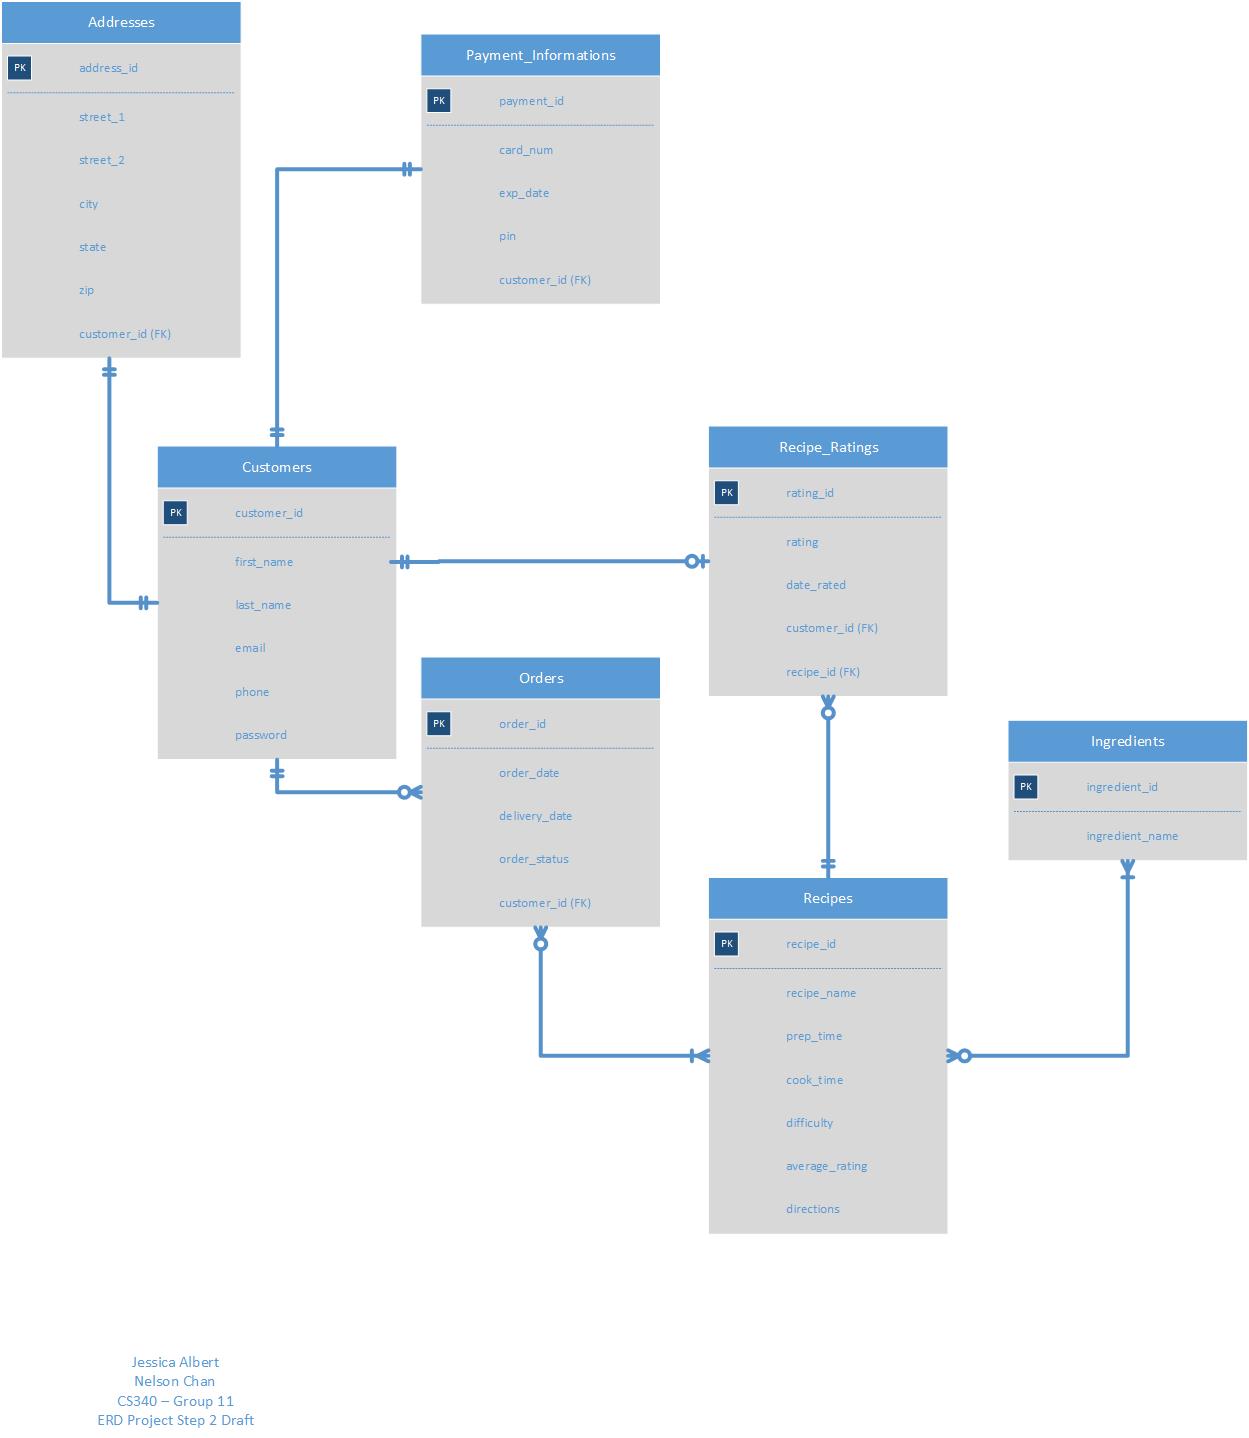 Addresses
PK address_id
street_1
street_2
city
state
zip
customer_id (FK)
Payment_Informations
PK payment_id
card_num
exp_date
pin
customer_id (FK)
Customers
PK customer_id
first_name
last_name
email
phone
password
Recipe_Ratings
PK rating_id
rating
date_rated
customer_id (FK)
recipe_id (FK)
Orders
PK order_id
order_date
delivery_date
order_status
customer_id (FK)
Ingredients
PK ingredient_id
ingredient_name
Recipes
PK recipe_id
recipe_name
prep_time
cook_time
difficulty
average_rating
directions
Jessica Albert
Nelson Chan
CS340 – Group 11
ERD Project Step 2 Draft